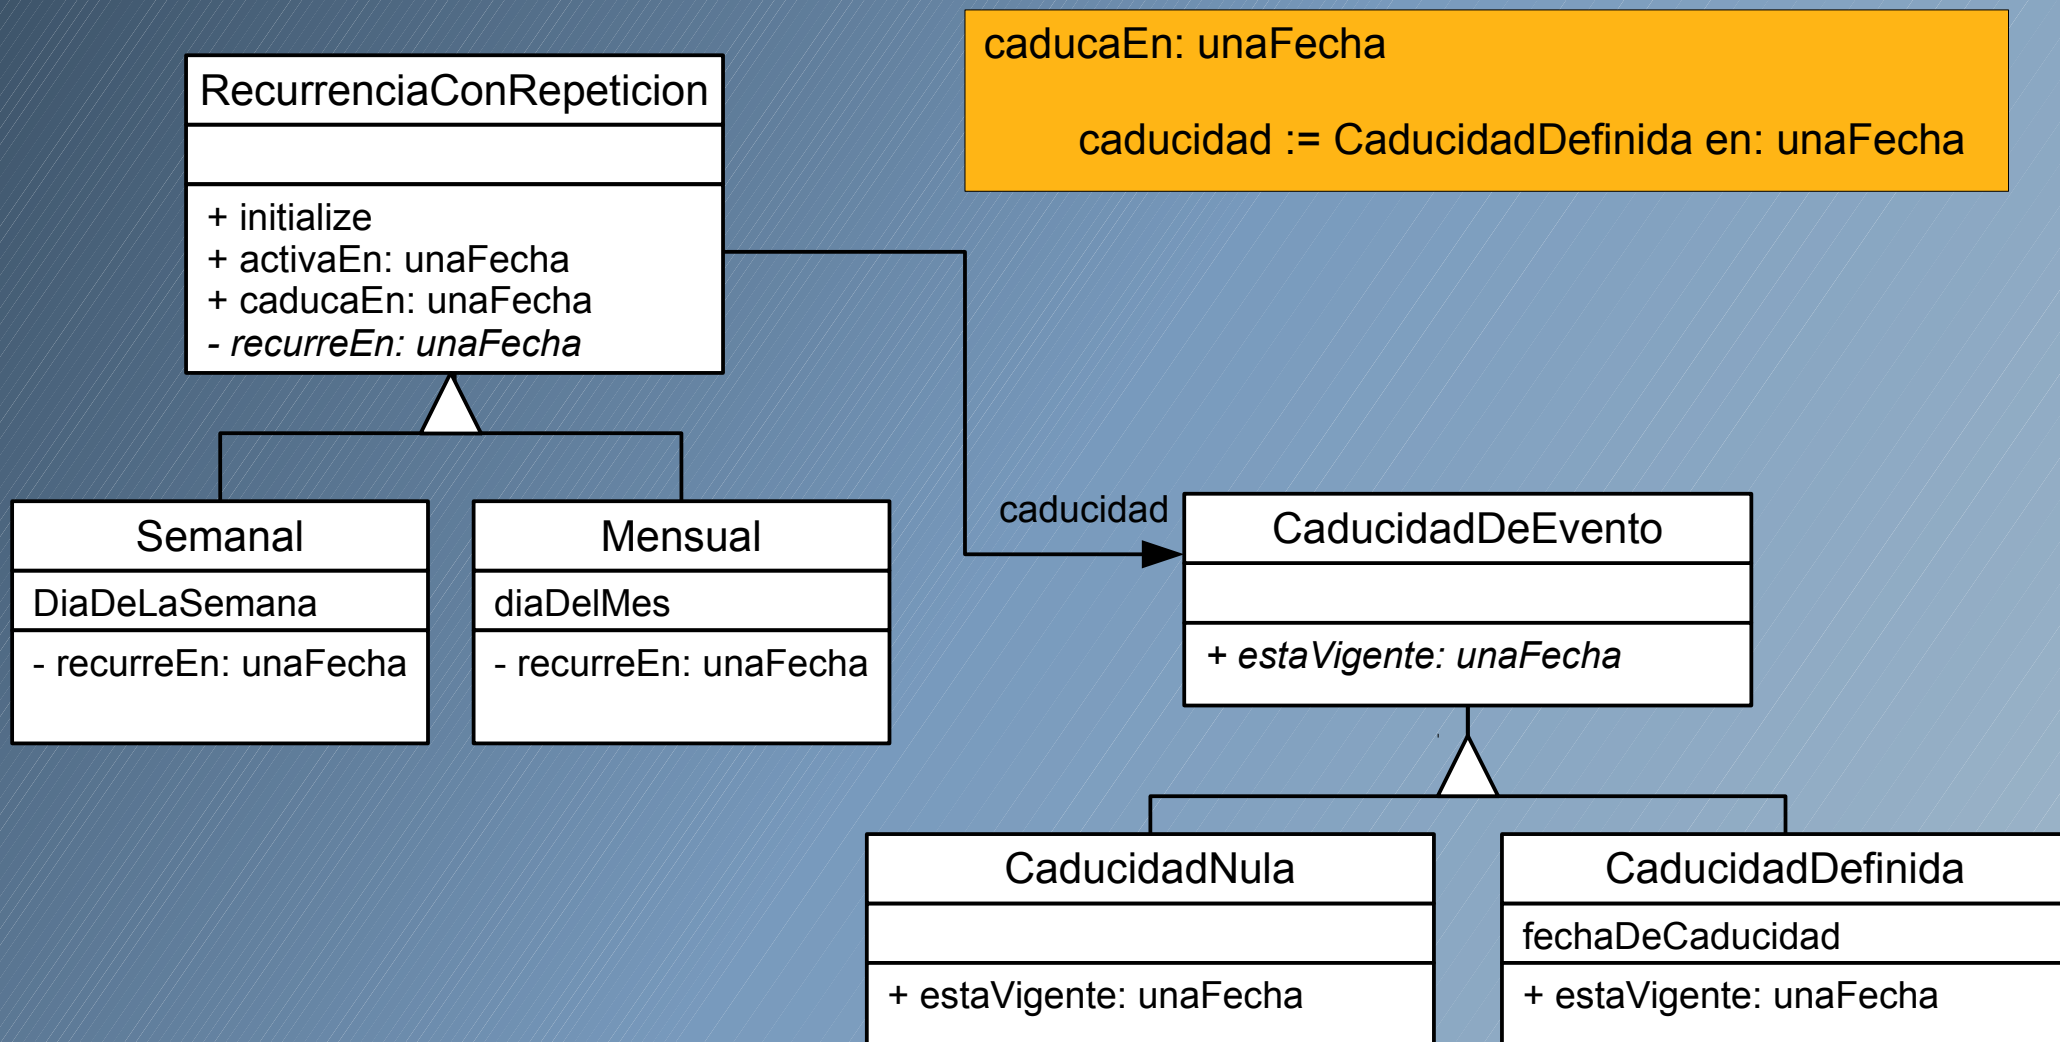 caducaEn: unaFecha
caducidad := CaducidadDefinida en: unaFecha
RecurrenciaConRepeticion
+ initialize
+ activaEn: unaFecha
+ caducaEn: unaFecha
- recurreEn: unaFecha
Semanal
DiaDeLaSemana
- recurreEn: unaFecha
Mensual
diaDelMes
- recurreEn: unaFecha
caducidad
CaducidadDeEvento
+ estaVigente: unaFecha
CaducidadNula
+ estaVigente: unaFecha
CaducidadDefinida
fechaDeCaducidad
+ estaVigente: unaFecha